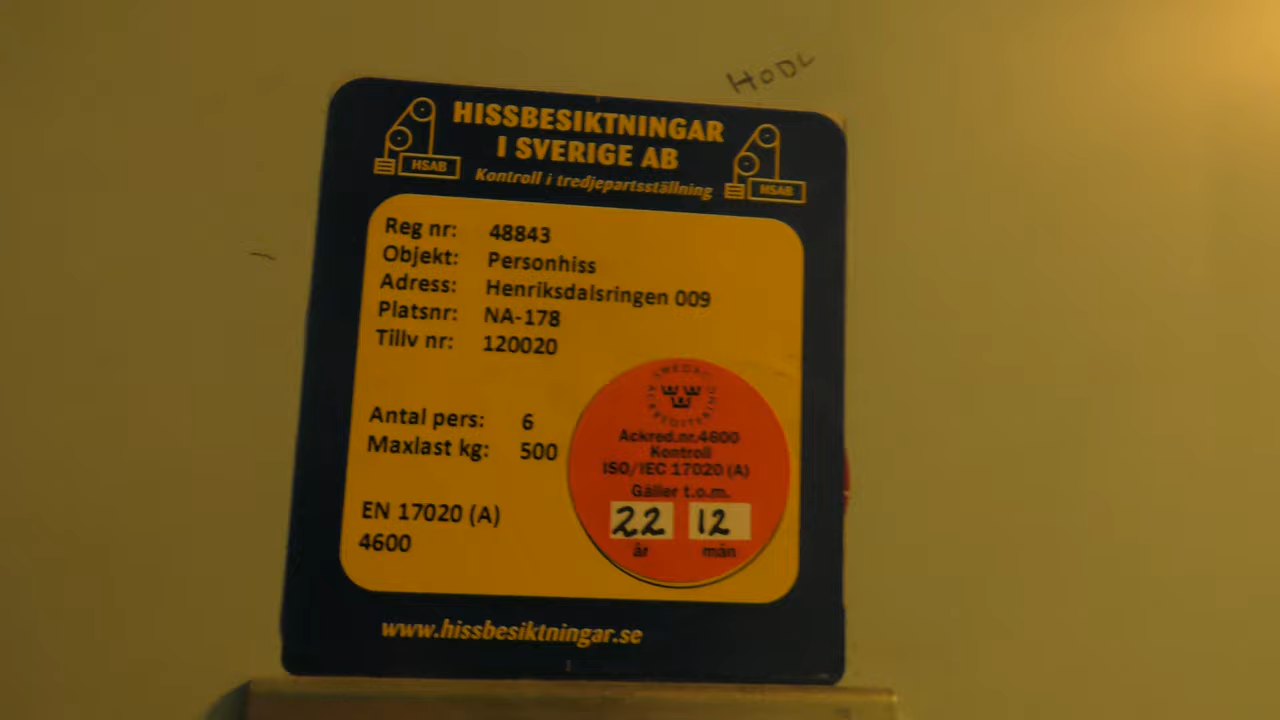 HODL
HISSBESIKTNINGAR
I SVERIGE AB
Kontroll i tredjepartsställning
HSAB
HSAB
Reg nr: 48843
Objekt: Personhiss
Adress: Henriksdalsringen 009
Platsnr: NA-178
Tillv nr: 120020
Antal pers: 6
Maxlast kg: 500
EN 17020 (A)
4600
SWEDAC
ACKREDITERING
Ackred.nr.4600
Kontroll
ISO/IEC 17020 (A)
Gäller t.o.m.
22 12
år mån
www.hissbesiktningar.se